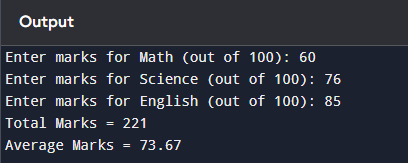 Output
Enter marks for Math (out of 100): 60
Enter marks for Science (out of 100): 76
Enter marks for English (out of 100): 85
Total Marks = 221
Average Marks = 73.67